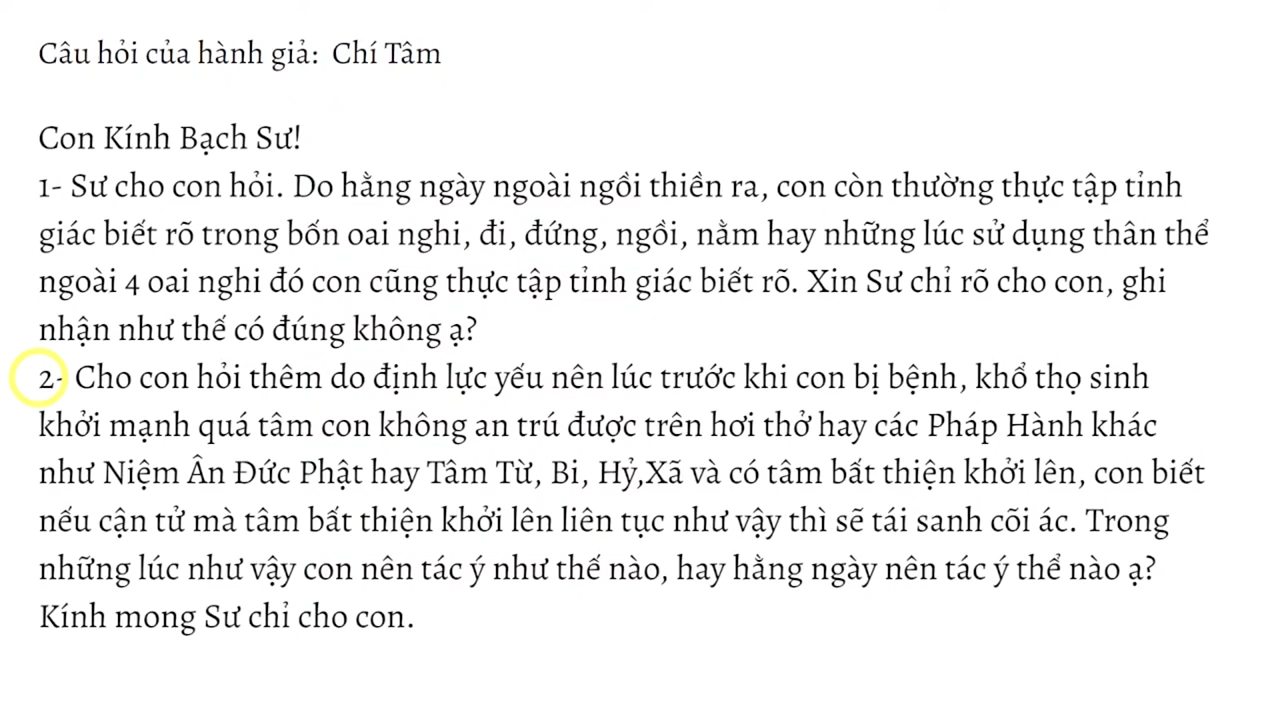 Câu hỏi của hành giả: Chí Tâm
Con Kính Bạch Sư!
1- Sư cho con hỏi. Do hằng ngày ngoài ngồi thiền ra, con còn thường thực tập tỉnh
giác biết rõ trong bốn oai nghi, đi, đứng, ngồi, nằm hay những lúc sử dụng thân thể
ngoài 4 oai nghi đó con cũng thực tập tỉnh giác biết rõ. Xin Sư chỉ rõ cho con, ghi
nhận như thế có đúng không ạ?
2- Cho con hỏi thêm do định lực yếu nên lúc trước khi con bị bệnh, khổ thọ sinh
khởi mạnh quá tâm con không an trú được trên hơi thở hay các Pháp Hành khác
như Niệm Ân Đức Phật hay Tâm Từ, Bi, Hỷ,Xã và có tâm bất thiện khởi lên, con biết
nếu cận tử mà tâm bất thiện khởi lên liên tục như vậy thì sẽ tái sanh cõi ác. Trong
những lúc như vậy con nên tác ý như thế nào, hay hằng ngày nên tác ý thể nào ạ?
Kính mong Sư chỉ cho con.